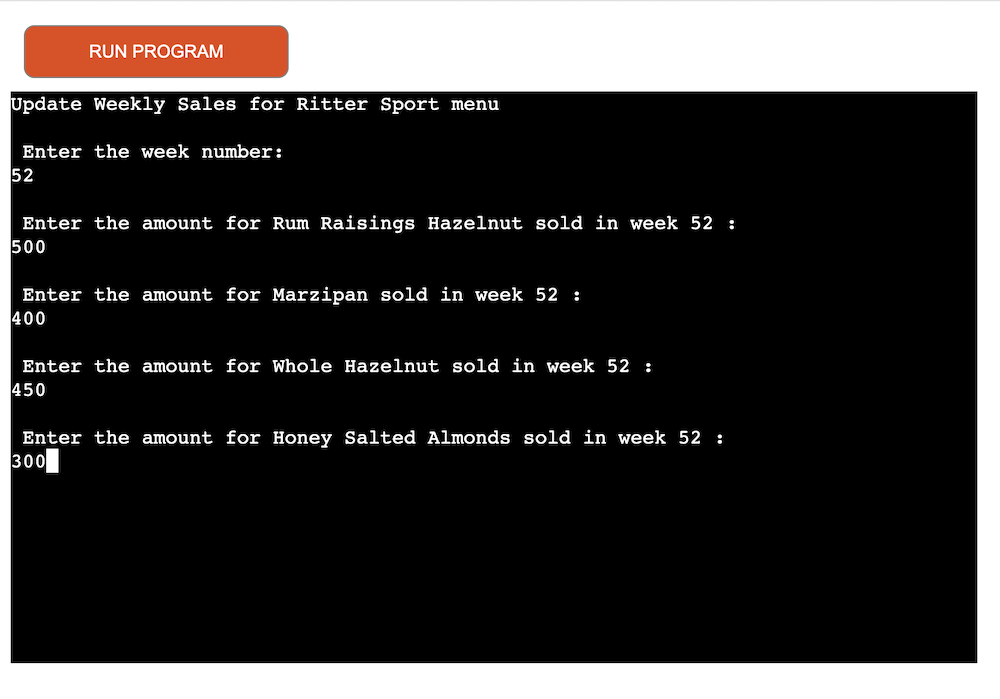 RUN PROGRAM
Update Weekly Sales for Ritter Sport menu
Enter the week number:
52
Enter the amount for Rum Raisings Hazelnut sold in week 52 :
500
Enter the amount for Marzipan sold in week 52 :
400
Enter the amount for Whole Hazelnut sold in week 52 :
450
Enter the amount for Honey Salted Almonds sold in week 52 :
300